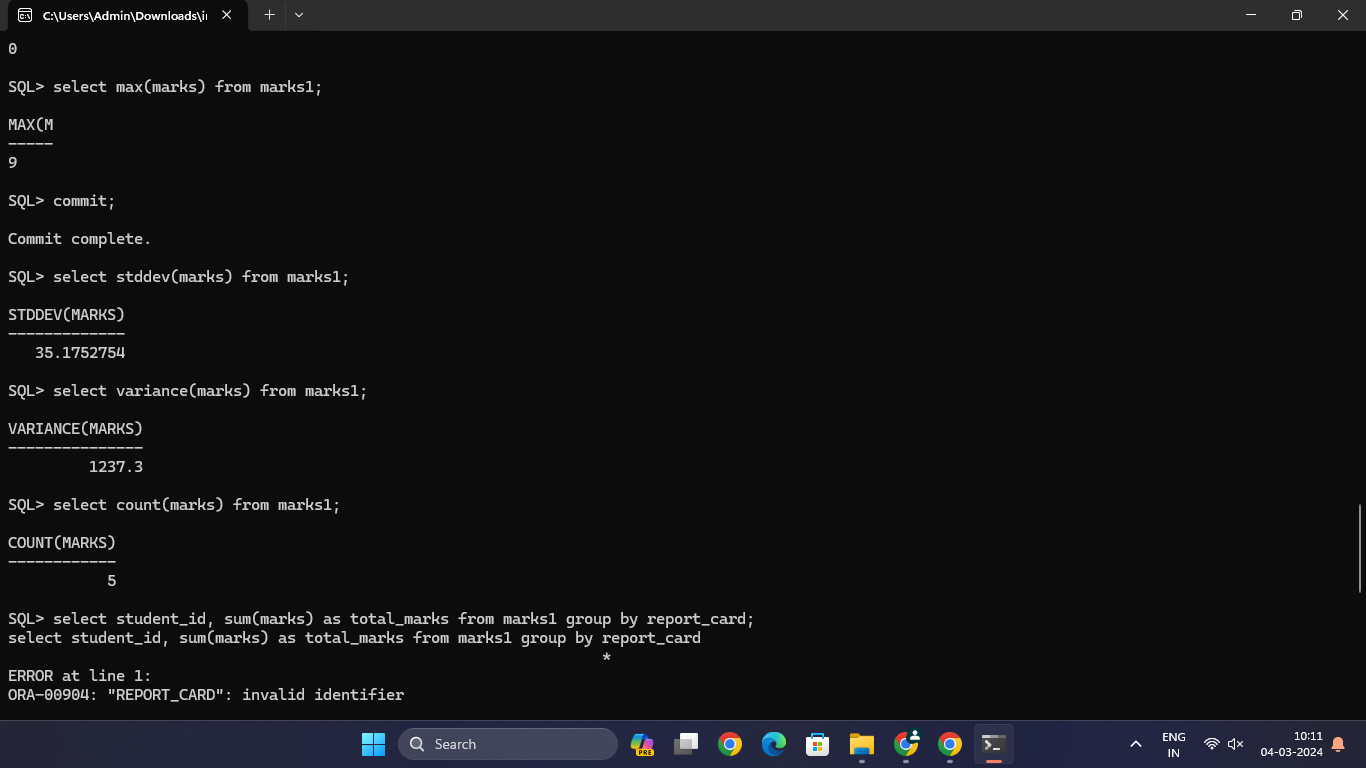 C:\Users\Admin\Downloads\i
0
SQL> select max(marks) from marks1;
MAX(M
-----
9
SQL> commit;
Commit complete.
SQL> select stddev(marks) from marks1;
STDDEV(MARKS)
-------------
35.1752754
SQL> select variance(marks) from marks1;
VARIANCE(MARKS)
---------------
1237.3
SQL> select count(marks) from marks1;
COUNT(MARKS)
------------
5
SQL> select student_id, sum(marks) as total_marks from marks1 group by report_card;
select student_id, sum(marks) as total_marks from marks1 group by report_card
*
ERROR at line 1:
ORA-00904: "REPORT_CARD": invalid identifier
Search
PRE
ENG
IN
10:11
04-03-2024